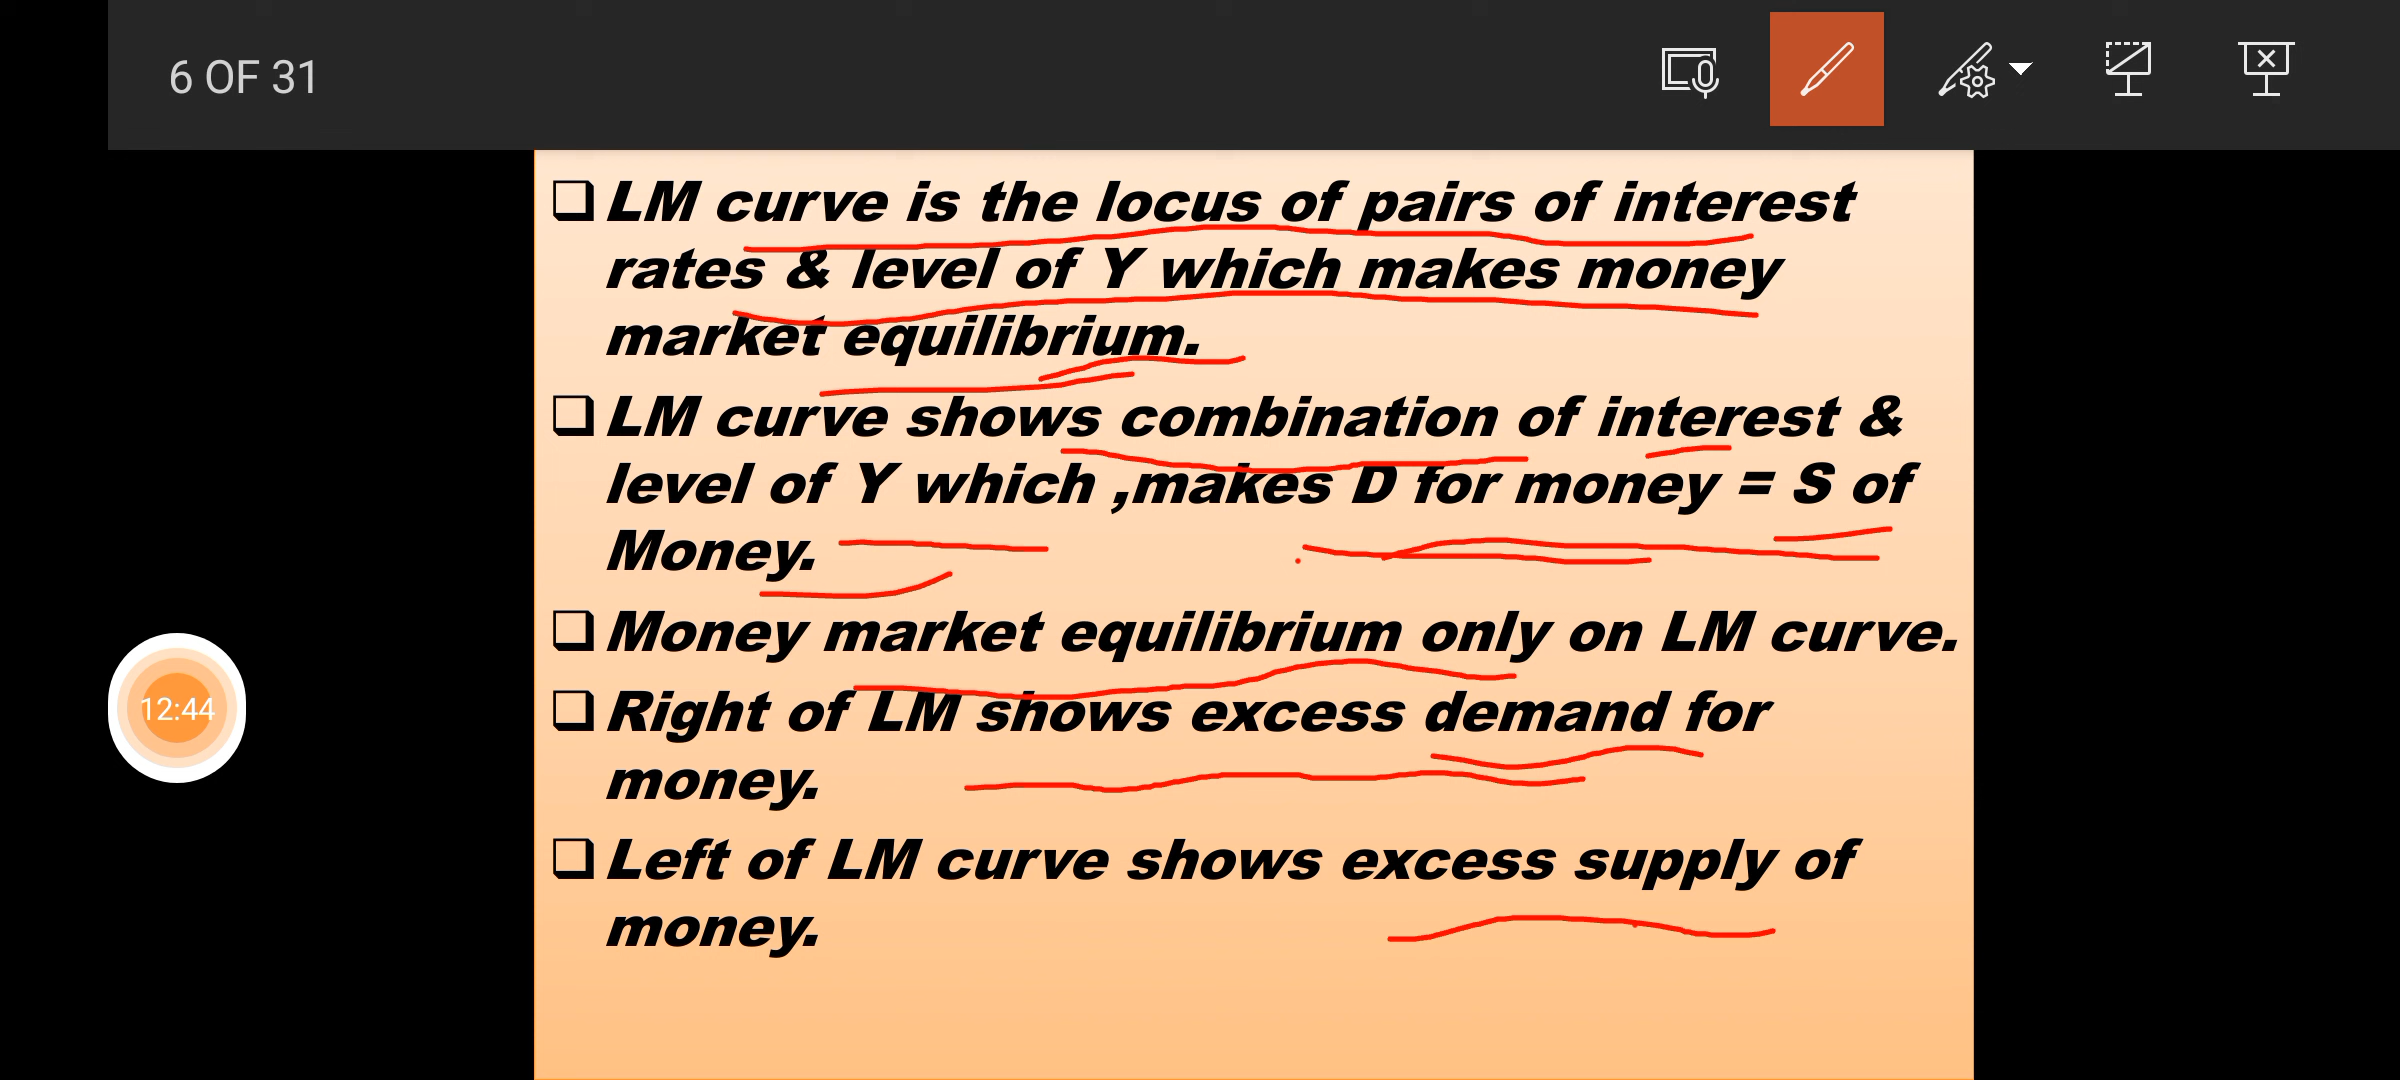 6 OF 31
❑ LM curve is the locus of pairs of interest
rates & level of Y which makes money
market equilibrium.
❑ LM curve shows combination of interest &
level of Y which ,makes D for money = S of
Money.
❑ Money market equilibrium only on LM curve.
❑ Right of LM shows excess demand for
money.
❑ Left of LM curve shows excess supply of
money.
12:44